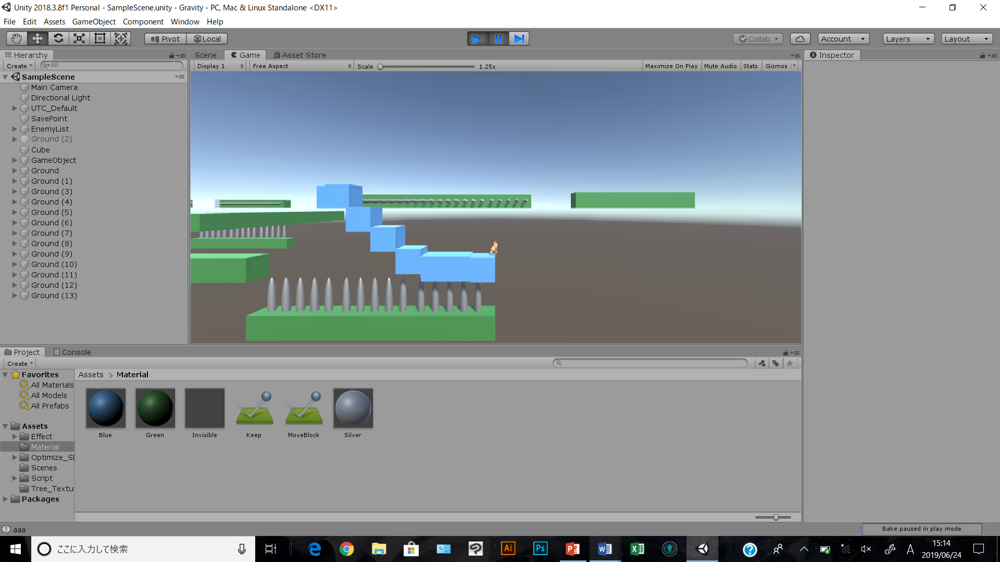 Unity 2018.3.8f1 Personal - SampleScene.unity - Gravity - PC, Mac & Linux Standalone <DX11>
File Edit Assets GameObject Component Window Help
Pivot Local Collab Account Layers Layout
Hierarchy Scene Game Asset Store Inspector
Create All Display 1 Free Aspect Scale 1.25x Maximize On Play Mute Audio Stats Gizmos
SampleScene
Main Camera
Directional Light
UTC_Default
SavePoint
EnemyList
Ground (2)
Cube
GameObject
Ground
Ground (1)
Ground (3)
Ground (4)
Ground (5)
Ground (6)
Ground (7)
Ground (8)
Ground (9)
Ground (10)
Ground (11)
Ground (12)
Ground (13)
Project Console
Create
Favorites
All Materials
All Models
All Prefabs
Assets
Effect
Material
Optimize_SD
Scenes
Script
Tree_Textu
Packages
Assets > Material
Blue Green Invisible Keep MoveBlock Silver
aaa
Bake paused in play mode
ここに入力して検索
Ai Ps P W X ? A
15:14
2019/06/24